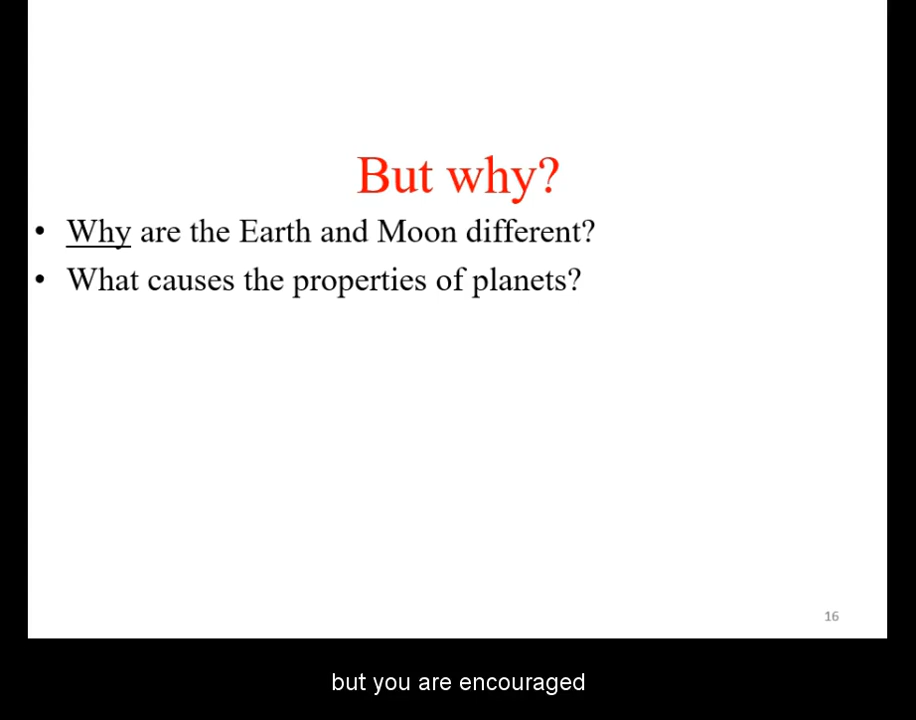 But why?
• Why are the Earth and Moon different?
• What causes the properties of planets?
16
but you are encouraged